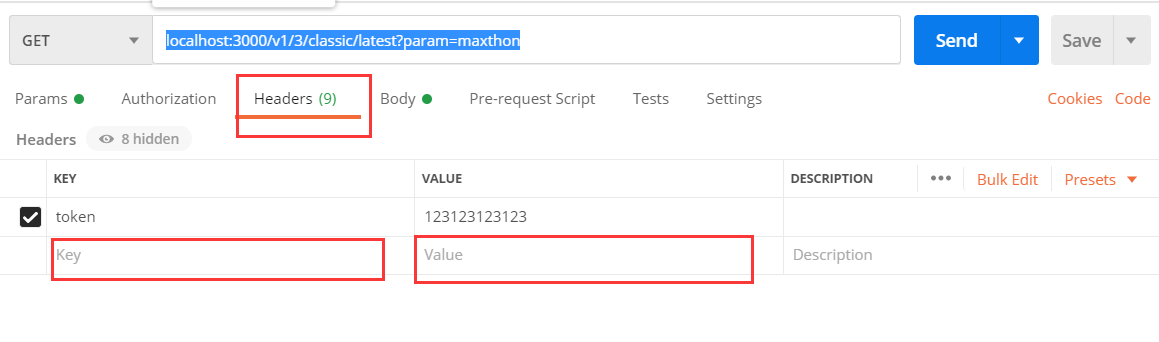 GET localhost:3000/v1/3/classic/latest?param=maxthon Send Save
Params Authorization Headers (9) Body Pre-request Script Tests Settings Cookies Code
Headers 8 hidden
KEY VALUE DESCRIPTION ••• Bulk Edit Presets
token 123123123123
Key Value Description